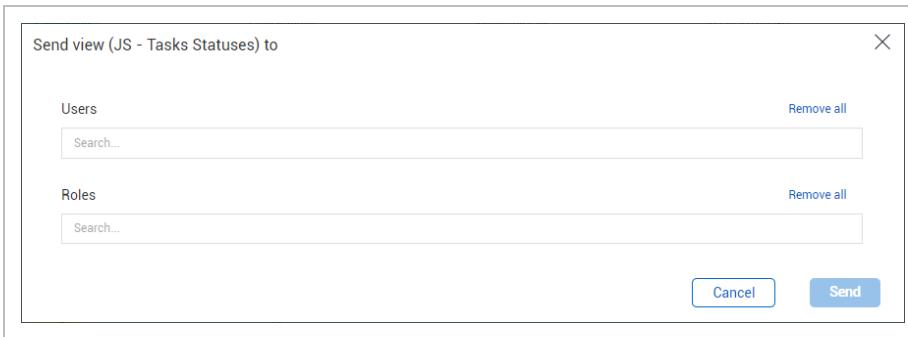 Send view (JS - Tasks Statuses) to
Users
Remove all
Search...
Roles
Remove all
Search...
Cancel
Send